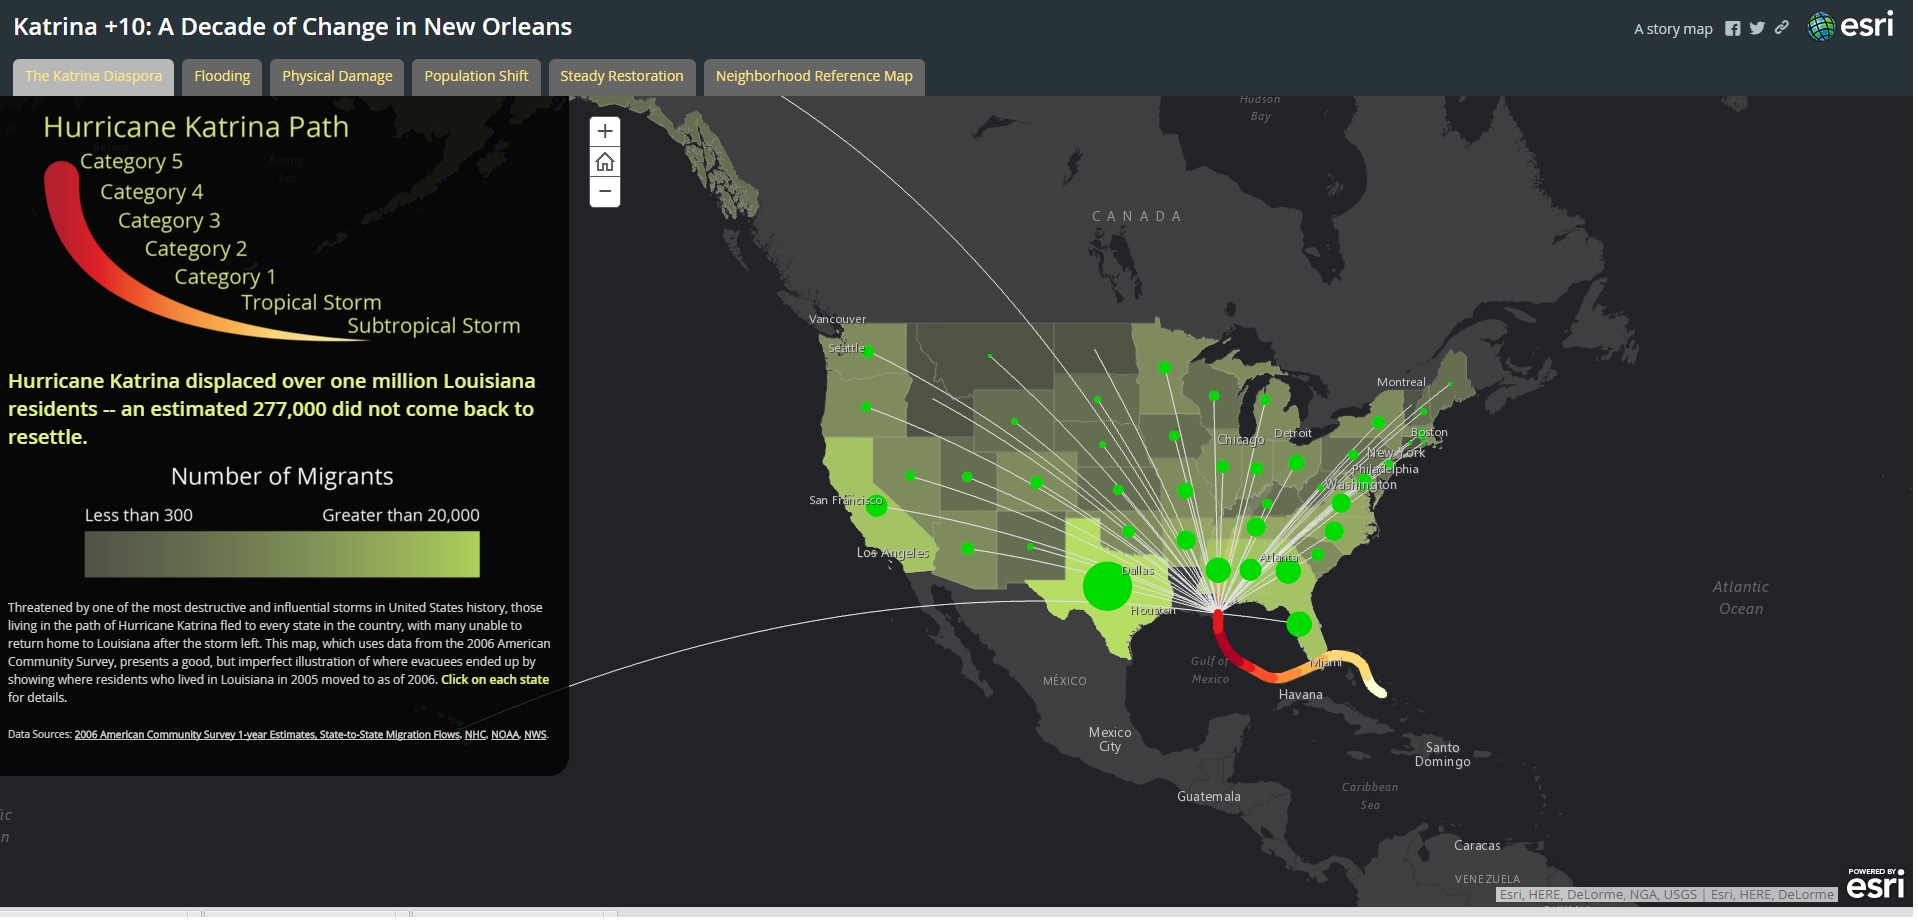 Katrina +10: A Decade of Change in New Orleans
A story map
esri
The Katrina Diaspora
Flooding
Physical Damage
Population Shift
Steady Restoration
Neighborhood Reference Map
Hurricane Katrina Path
Category 5
Category 4
Category 3
Category 2
Category 1
Tropical Storm
Subtropical Storm
Bering
Sea
Hurricane Katrina displaced over one million Louisiana
residents -- an estimated 277,000 did not come back to
resettle.
Number of Migrants
Less than 300 Greater than 20,000
Threatened by one of the most destructive and influential storms in United States history, those
living in the path of Hurricane Katrina fled to every state in the country, with many unable to
return home to Louisiana after the storm left. This map, which uses data from the 2006 American
Community Survey, presents a good, but imperfect illustration of where evacuees ended up by
showing where residents who lived in Louisiana in 2005 moved to as of 2006. Click on each state
for details.
Data Sources: 2006 American Community Survey 1-year Estimates, State-to-State Migration Flows, NHC, NOAA, NWS.
+
−
Hudson
Bay
CANADA
Vancouver
Seattle
Montreal
Boston
Chicago
Detroit
New York
Philadelphia
Washington
San Francisco
Los Angeles
Atlanta
Dallas
Houston
Atlantic
Ocean
Gulf of
Mexico
Miami
Havana
MÉXICO
Mexico
City
Santo
Domingo
Guatemala
Caribbean
Sea
Caracas
VENEZUELA
Esri, HERE, DeLorme, NGA, USGS | Esri, HERE, DeLorme
POWERED BY
esri